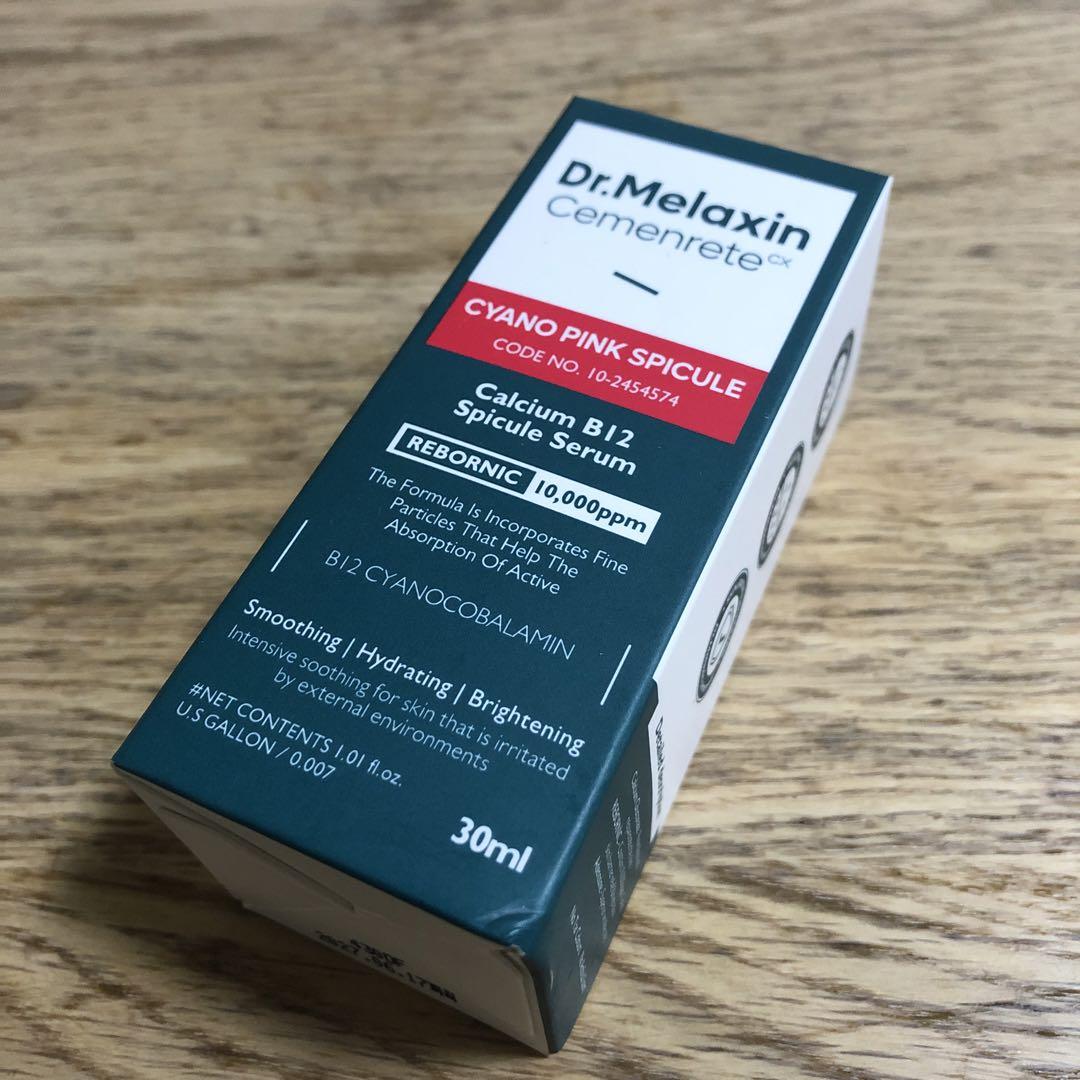 Dr.Melaxin
Cemenrete CX
CYANO PINK SPICULE
CODE NO. 10-2454574
Calcium B12
Spicule Serum
REBORNIC 10,000ppm
The Formula Is Incorporates Fine
Particles That Help The
Absorption Of Active
B12 CYANOCOBALAMIN
Smoothing | Hydrating | Brightening
Intensive soothing for skin that is irritated
by external environments
#NET CONTENTS 1.01 fl.oz.
U.S GALLON / 0.007
30ml